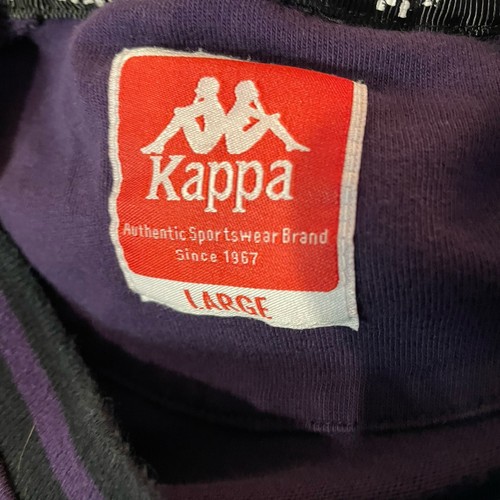 Kappa
Authentic Sportswear Brand
Since 1967
LARGE